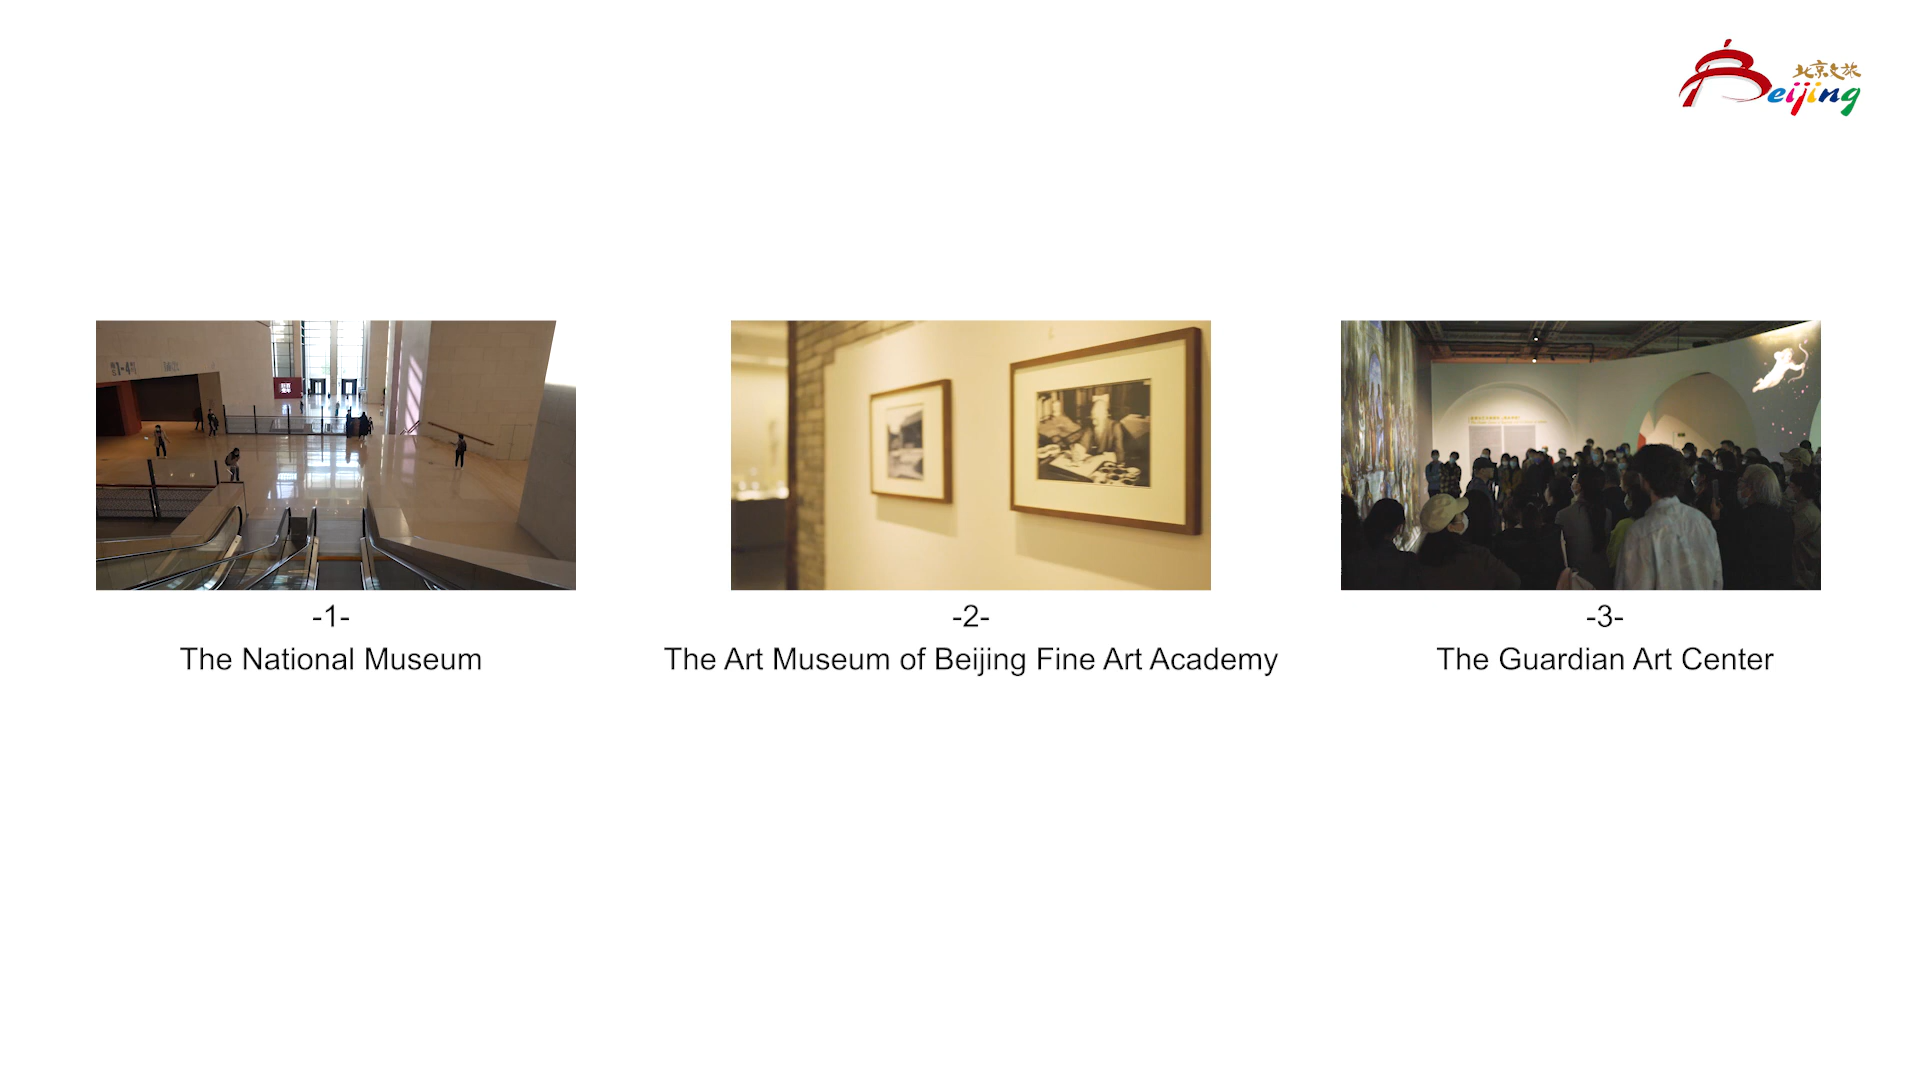 北京文旅
Beijing
-1-
The National Museum
-2-
The Art Museum of Beijing Fine Art Academy
-3-
The Guardian Art Center